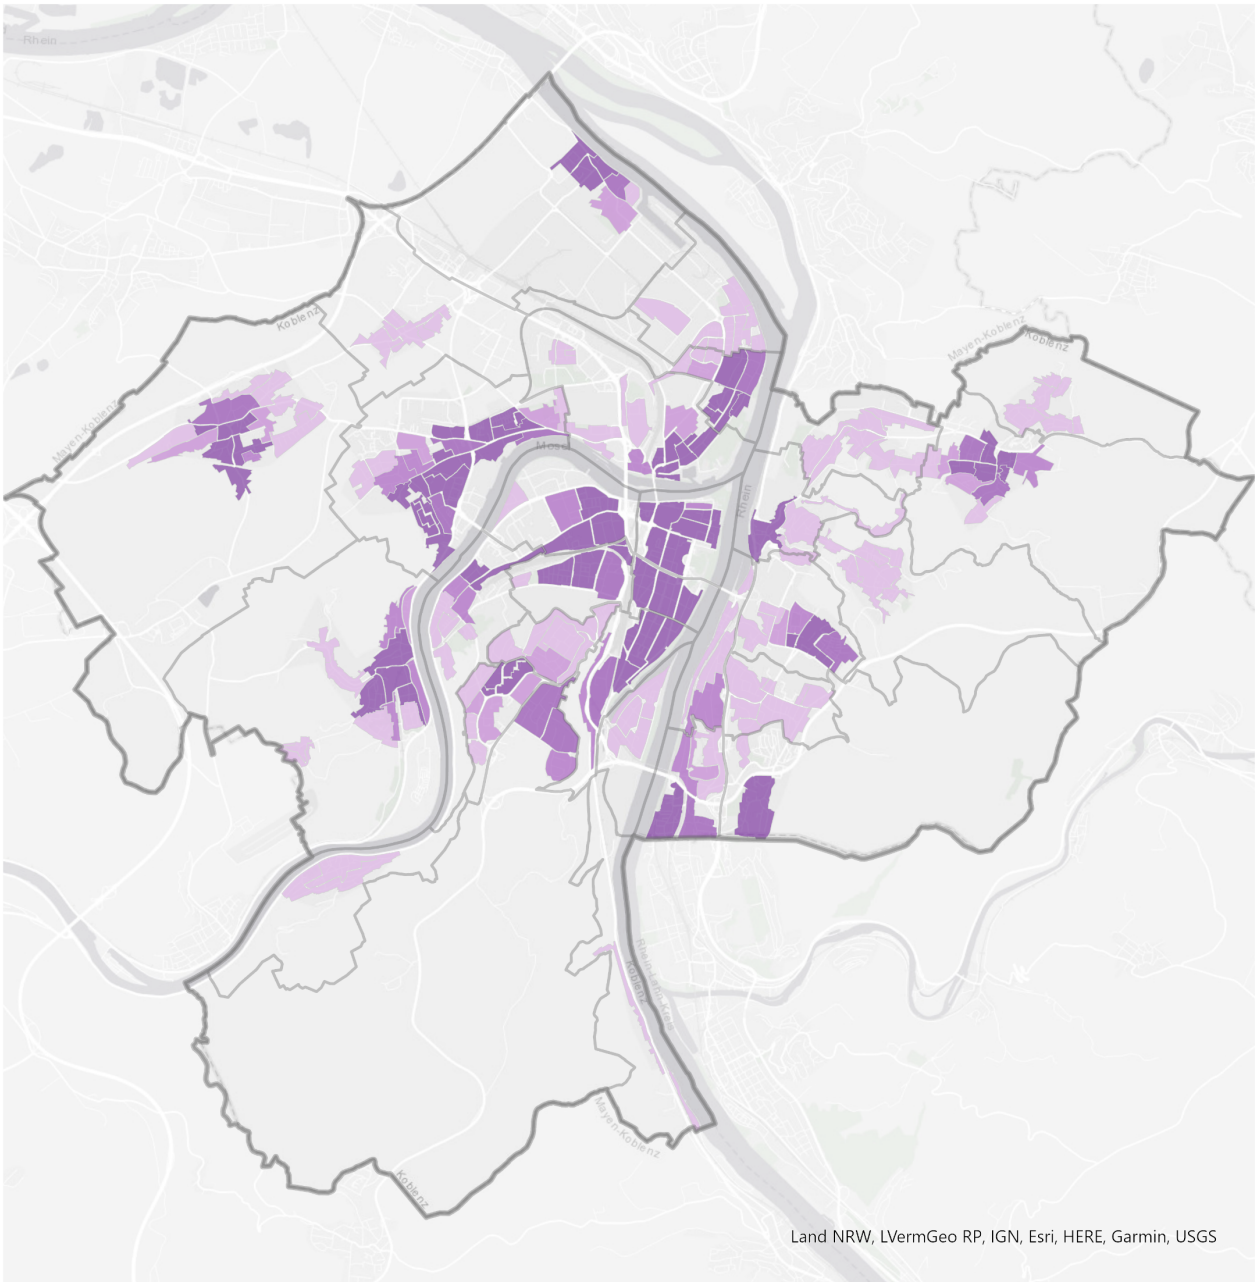 Rhein
Koblenz
Mayen-Koblenz
Koblenz
Mayen-Koblenz
Mosel
Rhein
Rhein-Lahn-Kreis
Koblenz
Mayen-Koblenz
Koblenz
Land NRW, LVermGeo RP, IGN, Esri, HERE, Garmin, USGS